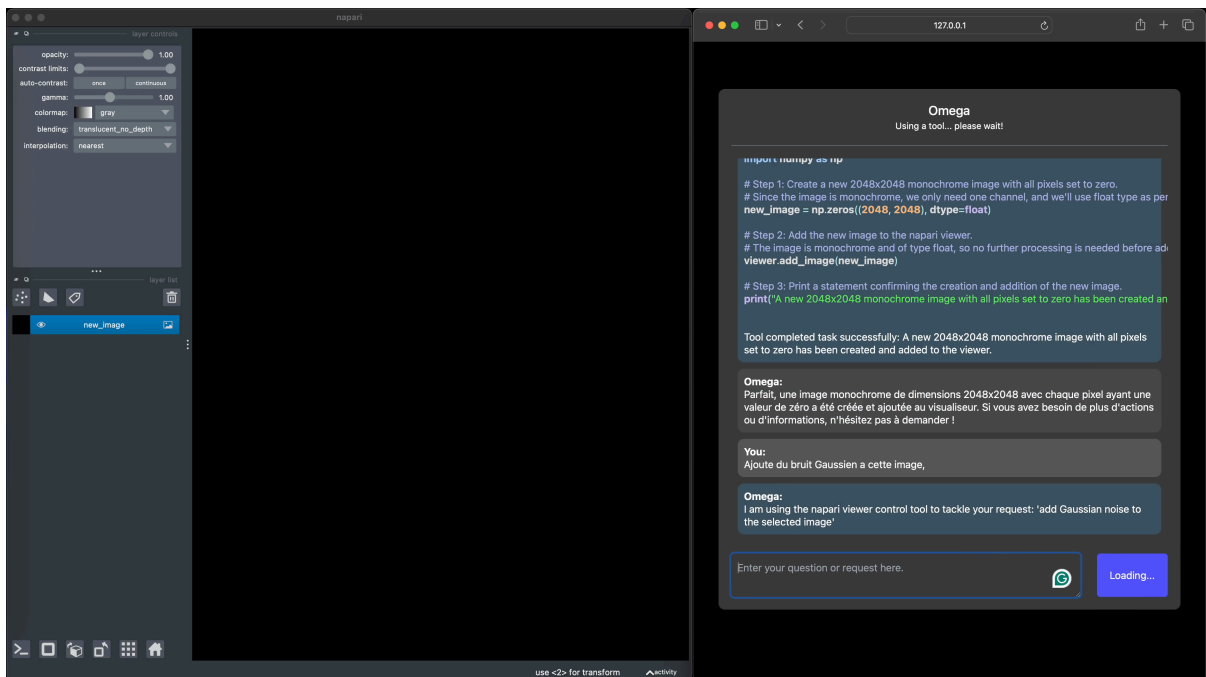 napari
layer controls
opacity: 1.00
contrast limits:
auto-contrast: once continuous
gamma: 1.00
colormap: gray
blending: translucent_no_depth
interpolation: nearest
layer list
new_image
use <2> for transform activity
127.0.0.1
Omega
Using a tool... please wait!
import numpy as np
# Step 1: Create a new 2048x2048 monochrome image with all pixels set to zero.
# Since the image is monochrome, we only need one channel, and we'll use float type as per
new_image = np.zeros((2048, 2048), dtype=float)
# Step 2: Add the new image to the napari viewer.
# The image is monochrome and of type float, so no further processing is needed before
viewer.add_image(new_image)
# Step 3: Print a statement confirming the creation and addition of the new image.
print("A new 2048x2048 monochrome image with all pixels set to zero has been created an
Tool completed task successfully: A new 2048x2048 monochrome image with all pixels
set to zero has been created and added to the viewer.
Omega:
Parfait, une image monochrome de dimensions 2048x2048 avec chaque pixel ayant une
valeur de zéro a été créée et ajoutée au visualiseur. Si vous avez besoin de plus d'actions
ou d'informations, n'hésitez pas à demander !
You:
Ajoute du bruit Gaussien a cette image,
Omega:
I am using the napari viewer control tool to tackle your request: 'add Gaussian noise to
the selected image'
Enter your question or request here.
Loading...